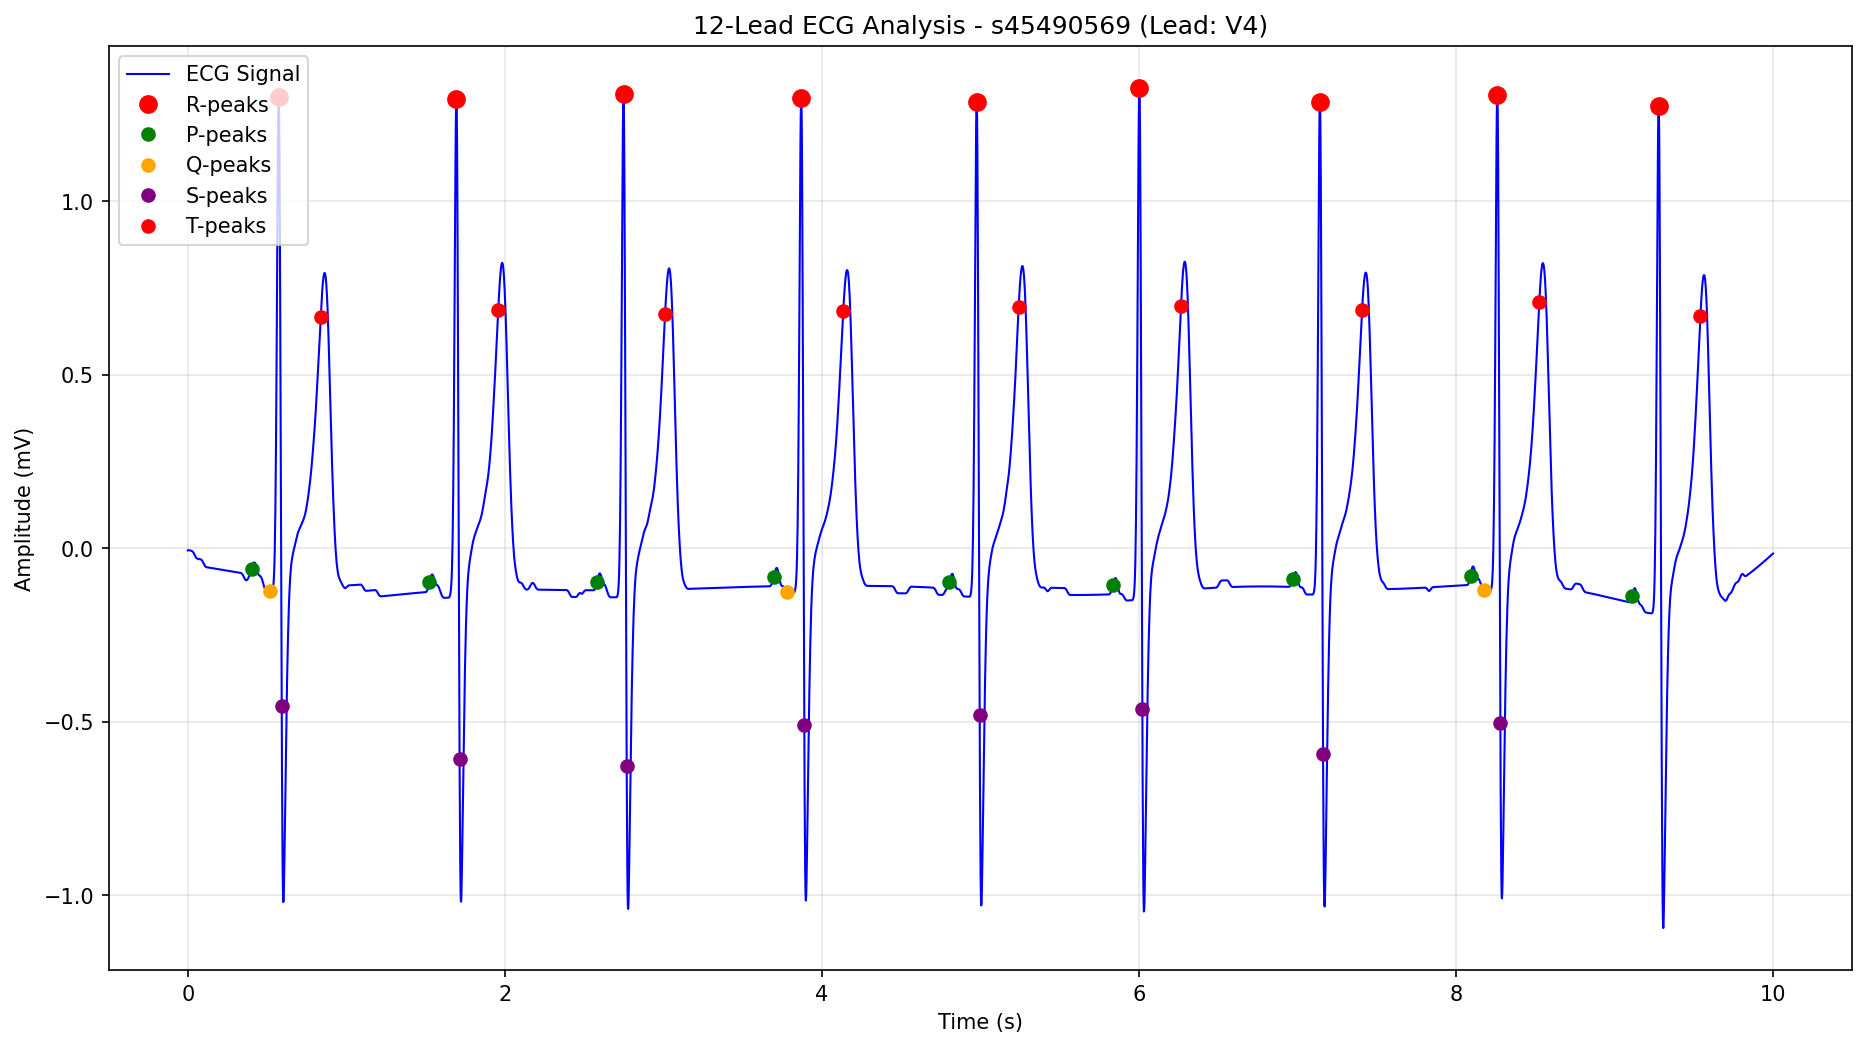 12-Lead ECG Analysis - s45490569 (Lead: V4)
ECG Signal
R-peaks
P-peaks
Q-peaks
S-peaks
T-peaks
Amplitude (mV)
1.0
0.5
0.0
−0.5
−1.0
0 2 4 6 8 10
Time (s)